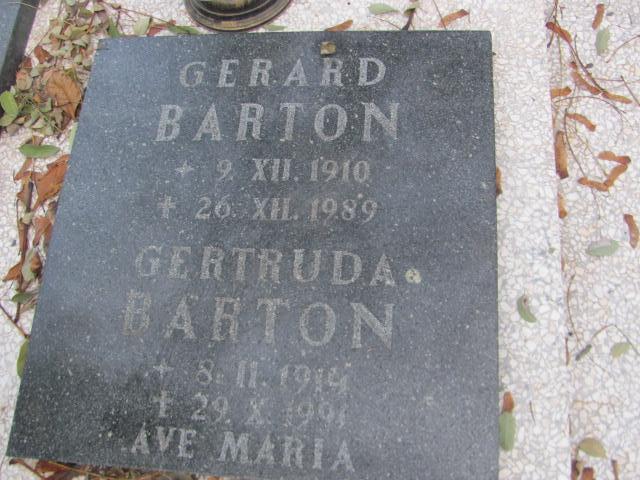 GERARD
BARTON
+ 9. XII. 1910
+ 26. XII. 1989
GERTRUDA
BARTON
+ 8. II. 1914
+ 29. X. 1991
AVE MARIA